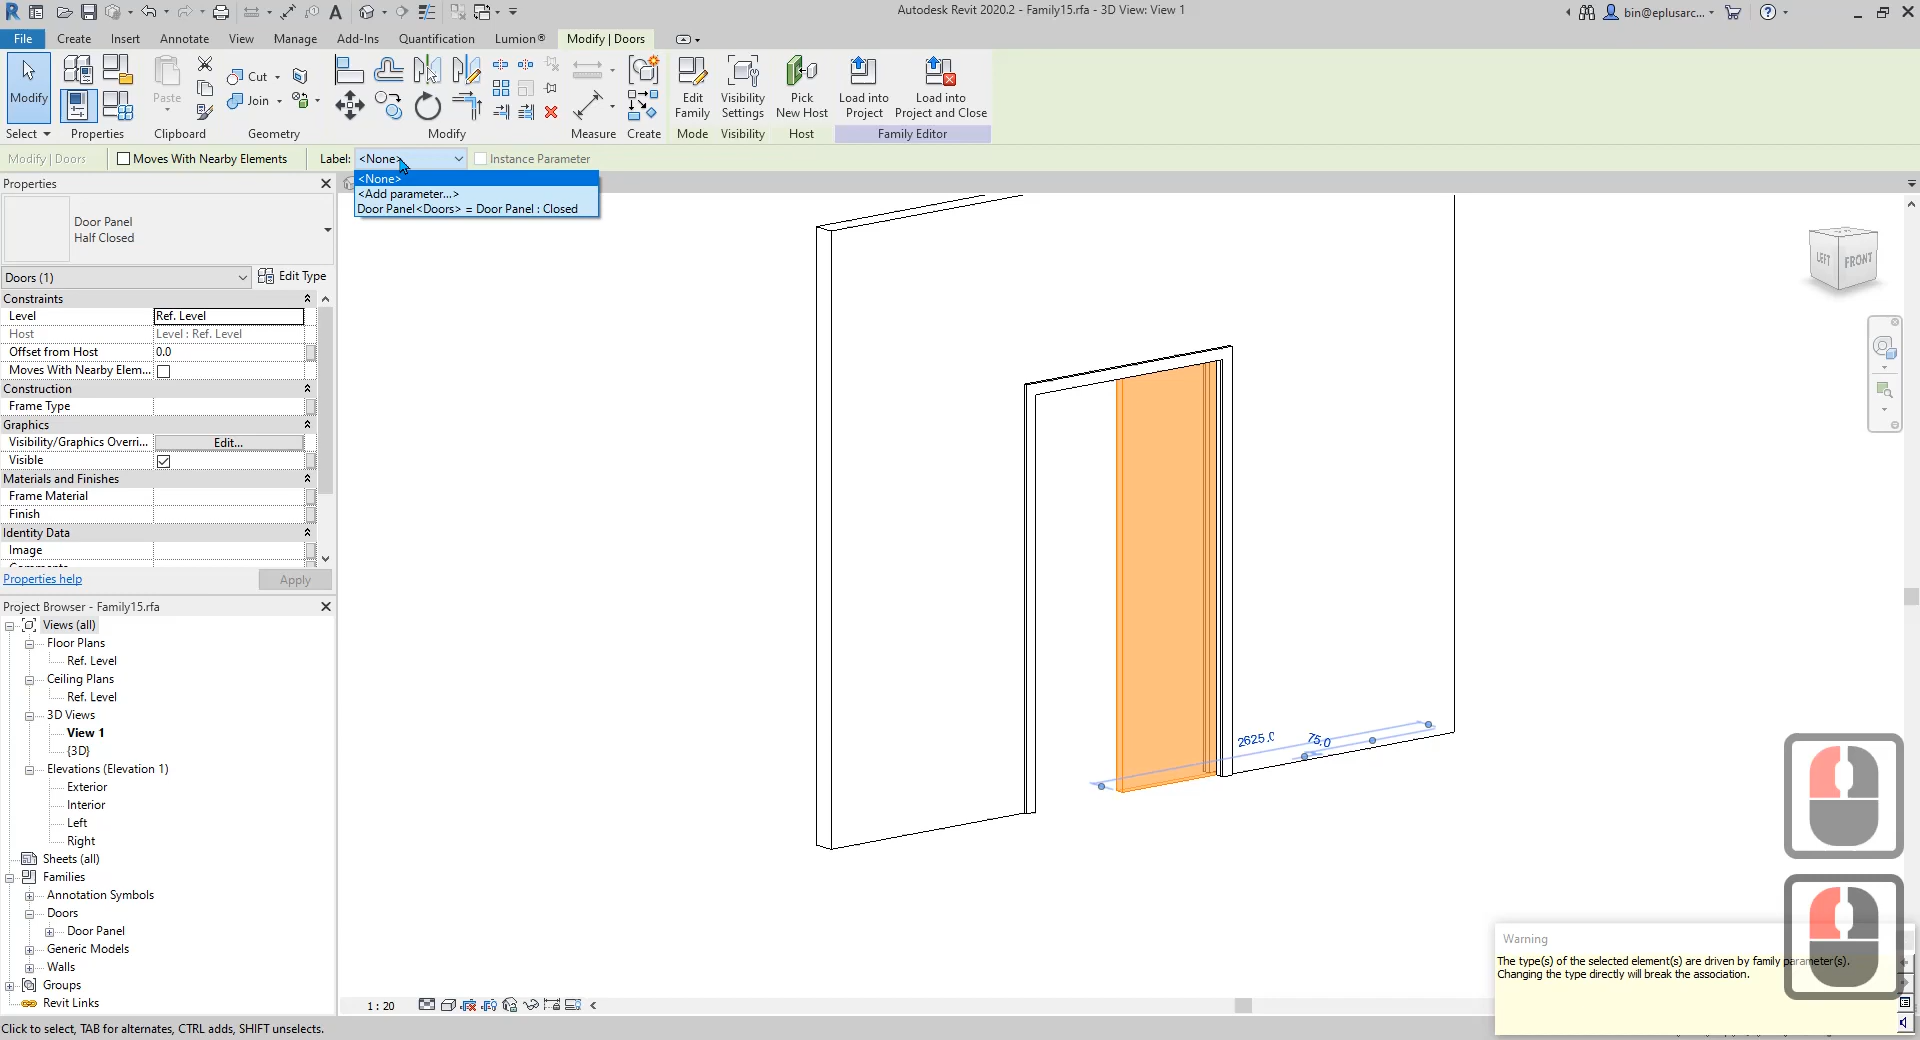 Autodesk Revit 2020.2 - Family15.rfa - 3D View: View 1
bin@eplusarc...
File Create Insert Annotate View Manage Add-Ins Quantification Lumion® Modify | Doors
Modify
Paste
Cut
Join
Edit Family
Visibility Settings
Pick New Host
Load into Project
Load into Project and Close
Select Properties Clipboard Geometry Modify Measure Create Mode Visibility Host Family Editor
Modify | Doors Moves With Nearby Elements Label: <None> Instance Parameter
<None>
<Add parameter...>
Door Panel<Doors> = Door Panel : Closed
Properties
Door Panel
Half Closed
Doors (1) Edit Type
Constraints
Level Ref. Level
Host Level : Ref. Level
Offset from Host 0.0
Moves With Nearby Elem...
Construction
Frame Type
Graphics
Visibility/Graphics Overri... Edit...
Visible
Materials and Finishes
Frame Material
Finish
Identity Data
Image
Properties help Apply
Project Browser - Family15.rfa
Views (all)
Floor Plans
Ref. Level
Ceiling Plans
Ref. Level
3D Views
View 1
{3D}
Elevations (Elevation 1)
Exterior
Interior
Left
Right
Sheets (all)
Families
Annotation Symbols
Doors
Door Panel
Generic Models
Walls
Groups
Revit Links
LEFT FRONT
2625.0 75.0
1 : 20
Warning
The type(s) of the selected element(s) are driven by family parameter(s).
Changing the type directly will break the association.
Click to select, TAB for alternates, CTRL adds, SHIFT unselects.